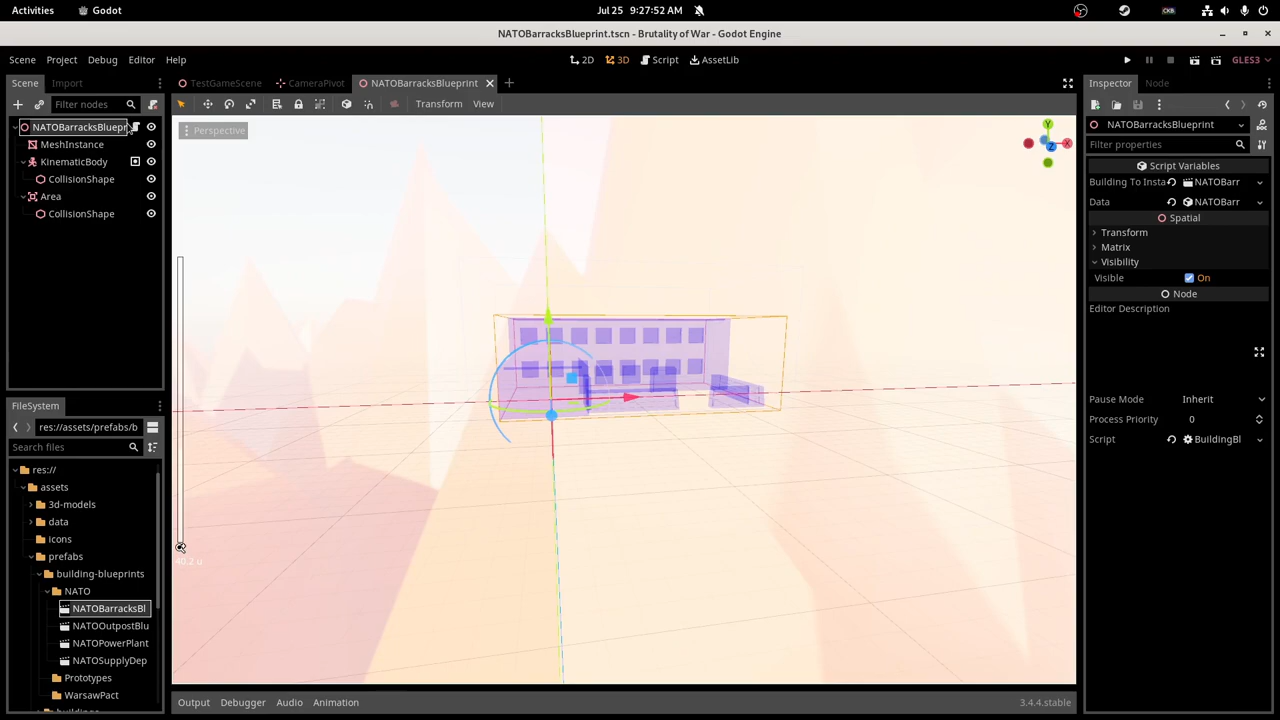 Activities
Godot
Jul 25 9:27:52 AM
CKB
NATOBarracksBlueprint.tscn - Brutality of War - Godot Engine
Scene Project Debug Editor Help
2D 3D Script AssetLib
GLES3
Scene Import
TestGameScene CameraPivot NATOBarracksBlueprint
Inspector Node
Filter nodes
Transform View
NATOBarracksBluepr
MeshInstance
KinematicBody
CollisionShape
Area
CollisionShape
Perspective
Y
X
Z
40.2 u
NATOBarracksBlueprint
Filter properties
Script Variables
Building To Insta NATOBarr
Data NATOBarr
Spatial
Transform
Matrix
Visibility
Visible On
Node
Editor Description
Pause Mode Inherit
Process Priority 0
Script BuildingBl
FileSystem
res://assets/prefabs/b
Search files
res://
assets
3d-models
data
icons
prefabs
building-blueprints
NATO
NATOBarracksBl
NATOOutpostBlu
NATOPowerPlant
NATOSupplyDep
Prototypes
WarsawPact
buildings
Output Debugger Audio Animation
3.4.4.stable